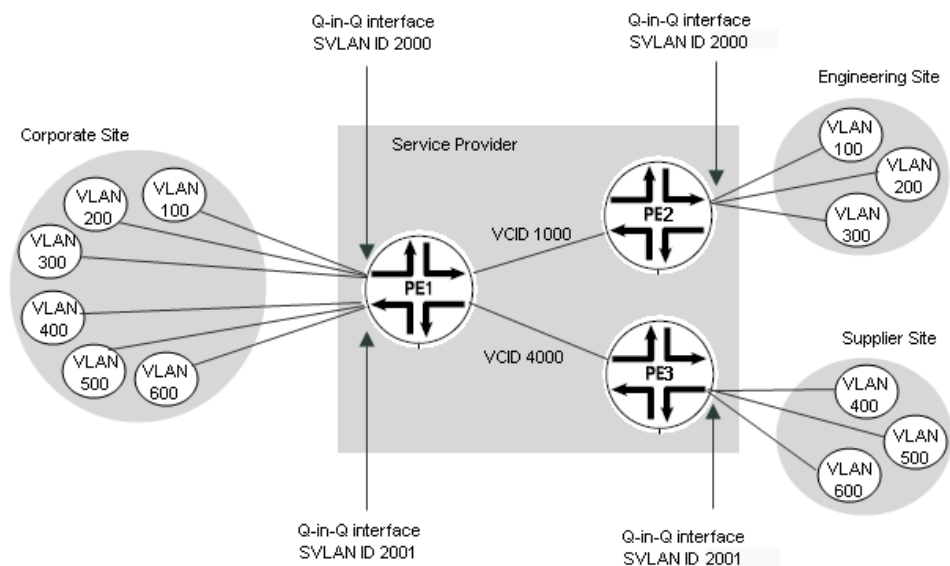 Q-in-Q interface
SVLAN ID 2000
Q-in-Q interface
SVLAN ID 2000
Engineering Site
Corporate Site
Service Provider
VLAN
100
VLAN
200
VLAN
300
VLAN
400
VLAN
500
VLAN
600
PE1
VCID 1000
VCID 4000
PE2
PE3
VLAN
100
VLAN
200
VLAN
300
Supplier Site
VLAN
400
VLAN
500
VLAN
600
Q-in-Q interface
SVLAN ID 2001
Q-in-Q interface
SVLAN ID 2001